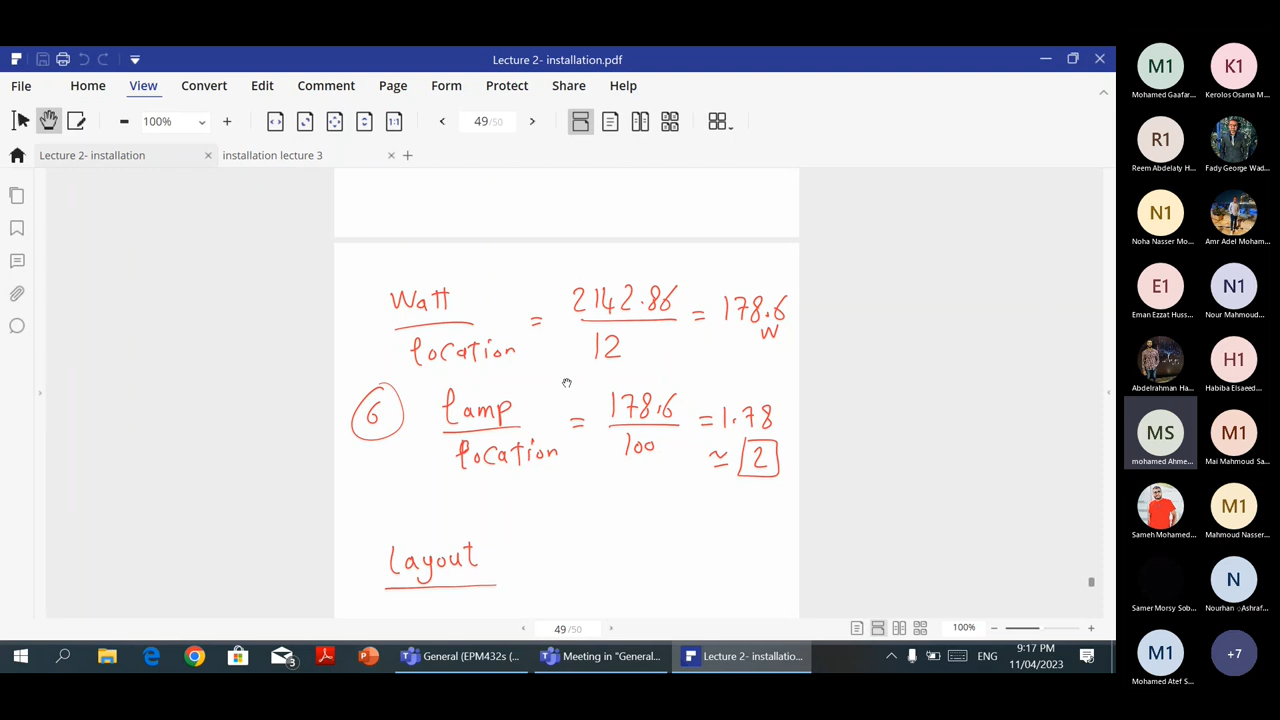 Lecture 2- installation.pdf
File Home View Convert Edit Comment Page Form Protect Share Help
100% 49/50 1:1
Lecture 2- installation installation lecture 3
Watt / location = 2142.86 / 12 = 178.6 W
6 lamp / location = 178.6 / 100 = 1.78
≃ 2
Layout
49/50 100%
General (EPM432s (... Meeting in "General... Lecture 2- installatio... ENG 9:17 PM
11/04/2023
3
M1 K1
Mohamed Gaafar... Kerolos Osama M...
R1
Reem Abdelaty H... Fady George Wad...
N1
Noha Nasser Mo... Amr Adel Moham...
E1 N1
Eman Ezzat Huss... Nour Mahmoud...
H1
Abdelrahman Ha... Habiba Elsaeed...
MS M1
mohamed Ahme... Mai Mahmoud Sa...
M1
Sameh Mohamed... Mahmoud Nasser...
N
Samer Morsy Sob... Nourhan Ashraf...
M1 +7
Mohamed Atef S...